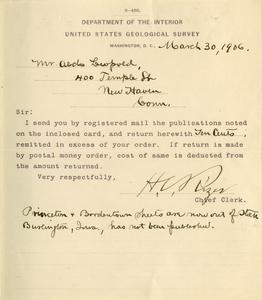 9-400.
DEPARTMENT OF THE INTERIOR
UNITED STATES GEOLOGICAL SURVEY
WASHINGTON, D. C., March 30, 1906.
Mr Aldo Leopold,
400 Temple St
New Haven
Conn.
Sir:
I send you by registered mail the publications noted
on the inclosed card, and return herewith Ten Cents,
remitted in excess of your order. If return is made
by postal money order, cost of same is deducted from
the amount returned.
Very respectfully,
H. C. Rizer
Chief Clerk.
Princeton & Bordentown sheets are now out of stock
Burlington, Iowa, has not been published.